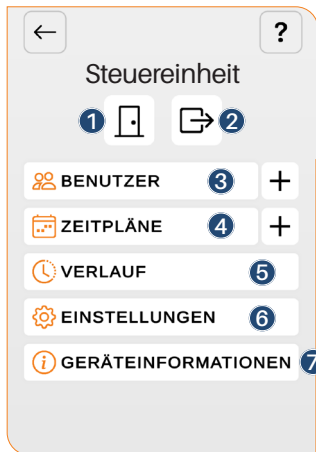 ?
Steuereinheit
1 2
BENUTZER 3 +
ZEITPLÄNE 4 +
VERLAUF 5
EINSTELLUNGEN 6
i GERÄTEINFORMATIONEN 7